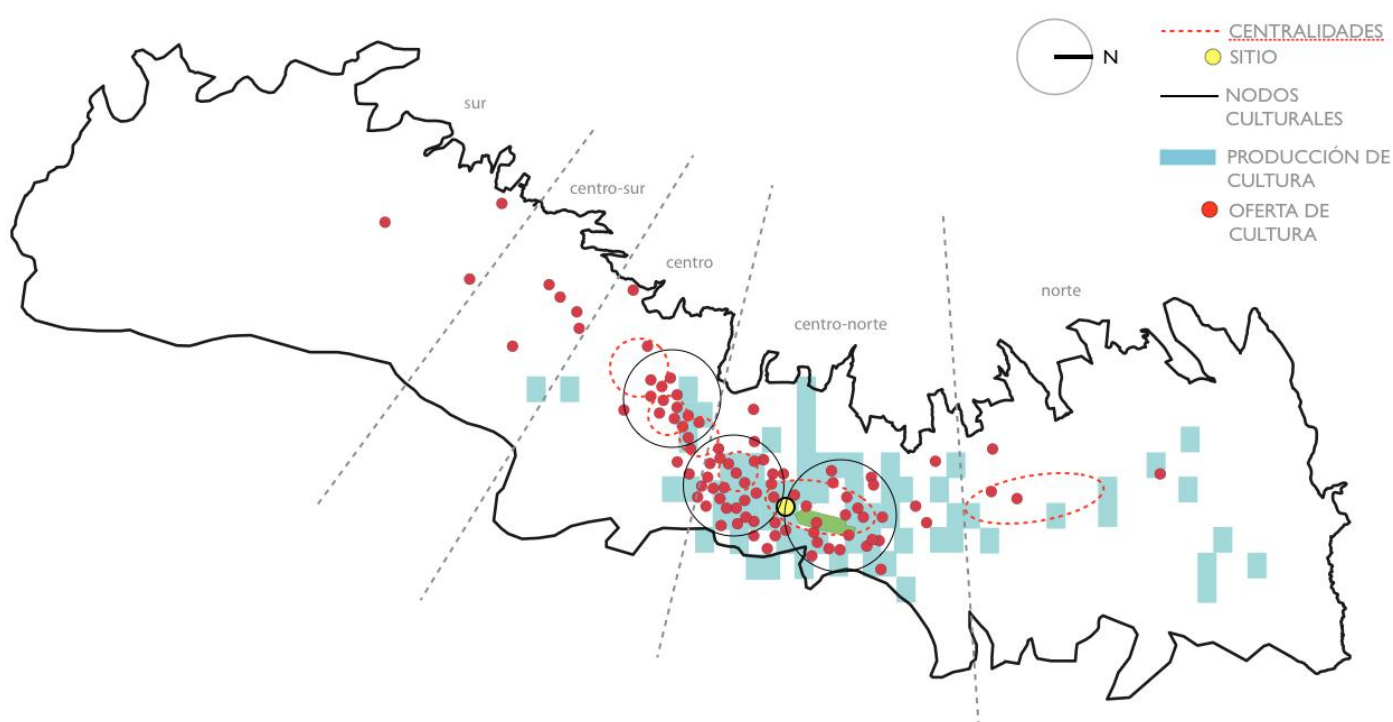 N
CENTRALIDADES
SITIO
NODOS
CULTURALES
PRODUCCIÓN DE
CULTURA
OFERTA DE
CULTURA
sur
centro-sur
centro
centro-norte
norte